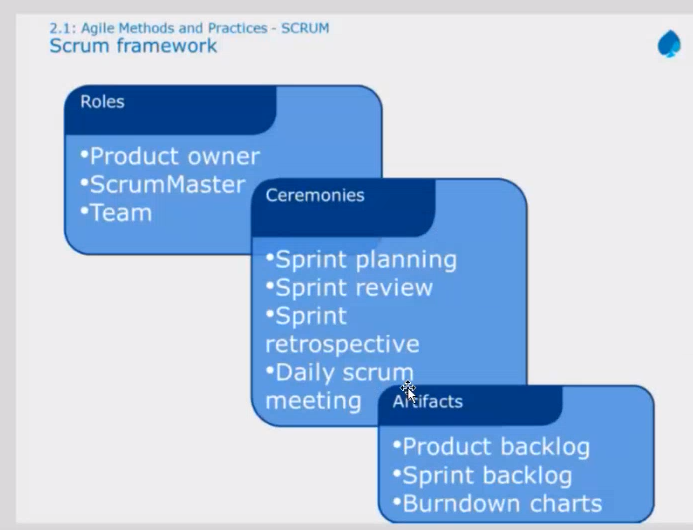 2.1: Agile Methods and Practices - SCRUM
Scrum framework
Roles
•Product owner
•ScrumMaster
•Team
Ceremonies
•Sprint planning
•Sprint review
•Sprint
retrospective
•Daily scrum
meeting
Artifacts
•Product backlog
•Sprint backlog
•Burndown charts